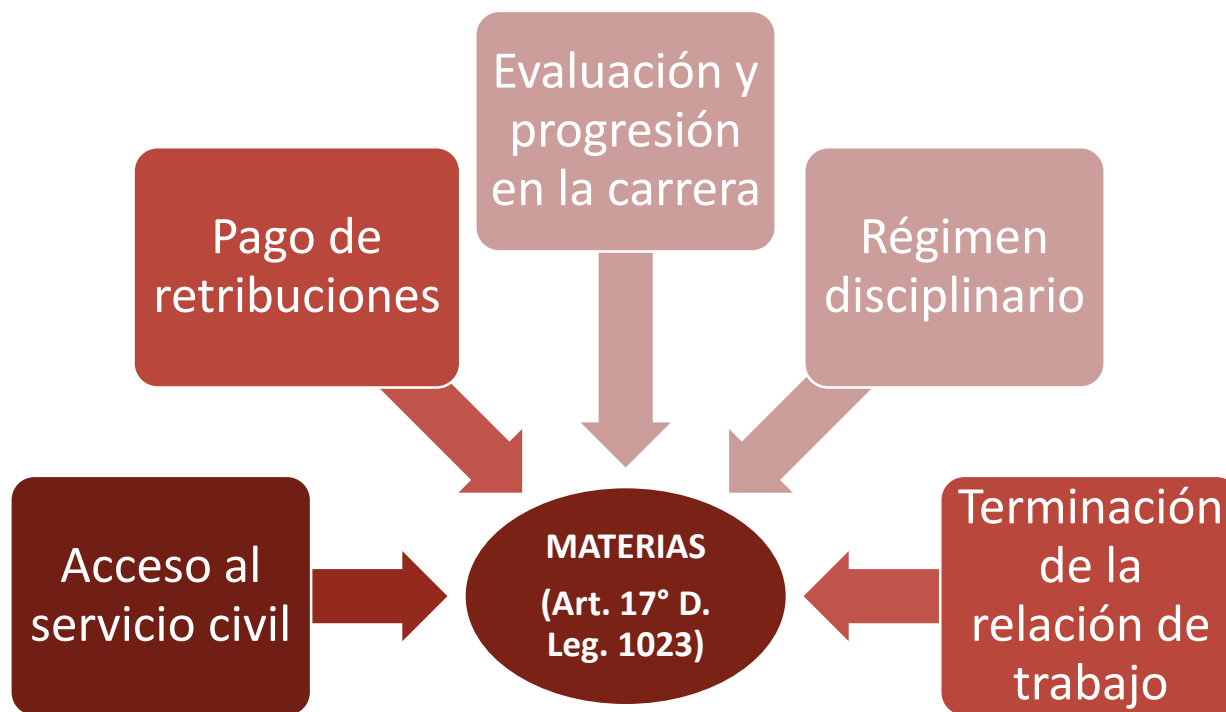 Evaluación y
progresión
en la carrera
Pago de
retribuciones
Régimen
disciplinario
Acceso al
servicio civil
MATERIAS
(Art. 17° D.
Leg. 1023)
Terminación
de la
relación de
trabajo